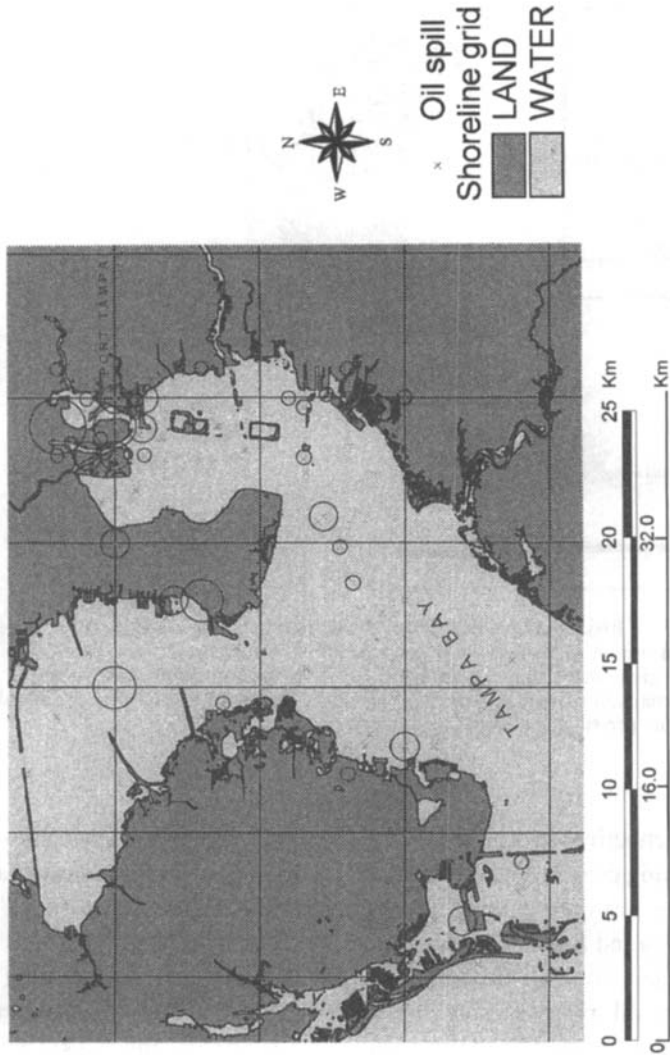 PORT TAMPA
TAMPA BAY
N
W
E
S
× Oil spill
Shoreline grid
LAND
WATER
0 5 10 15 20 25 Km
0 16.0 32.0 Km